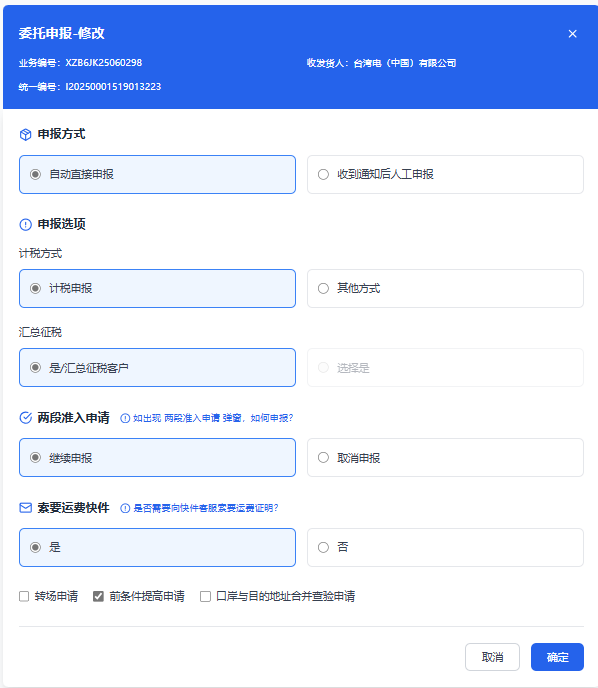 委托申报-修改
业务编号：XZB6JK25060298 收发货人：台湾电（中国）有限公司
统一编号：I20250001519013223
申报方式
自动直接申报 收到通知后人工申报
申报选项
计税方式
计税申报 其他方式
汇总征税
是/汇总征税客户 选择是
两段准入申请 如出现 两段准入申请 弹窗，如何申报？
继续申报 取消申报
索要运费快件 是否需要向快件客服索要运费证明？
是 否
转场申请 前条件提高申请 口岸与目的地址合并查验申请
取消 确定